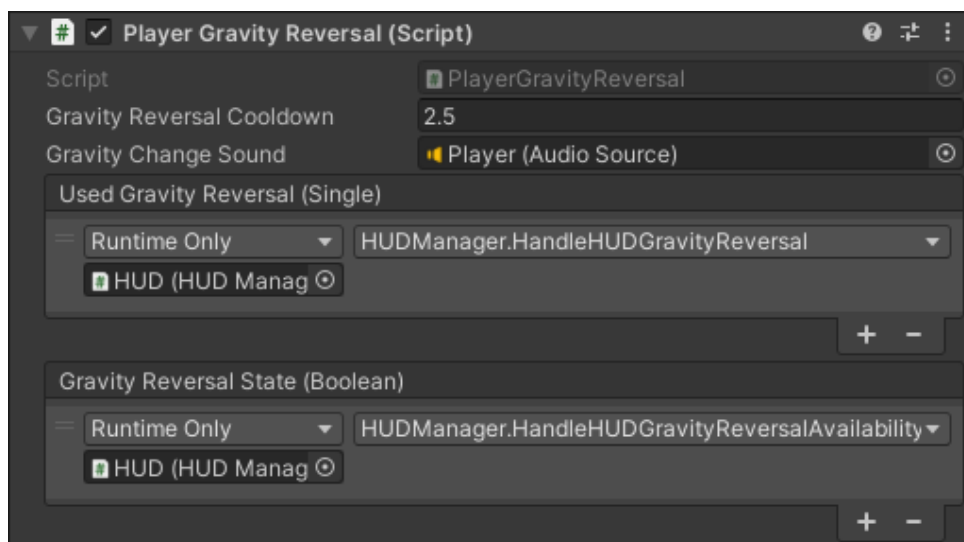 # Player Gravity Reversal (Script)
Script # PlayerGravityReversal
Gravity Reversal Cooldown 2.5
Gravity Change Sound Player (Audio Source)
Used Gravity Reversal (Single)
Runtime Only HUDManager.HandleHUDGravityReversal
# HUD (HUD Manag
+ −
Gravity Reversal State (Boolean)
Runtime Only HUDManager.HandleHUDGravityReversalAvailability
# HUD (HUD Manag
+ −